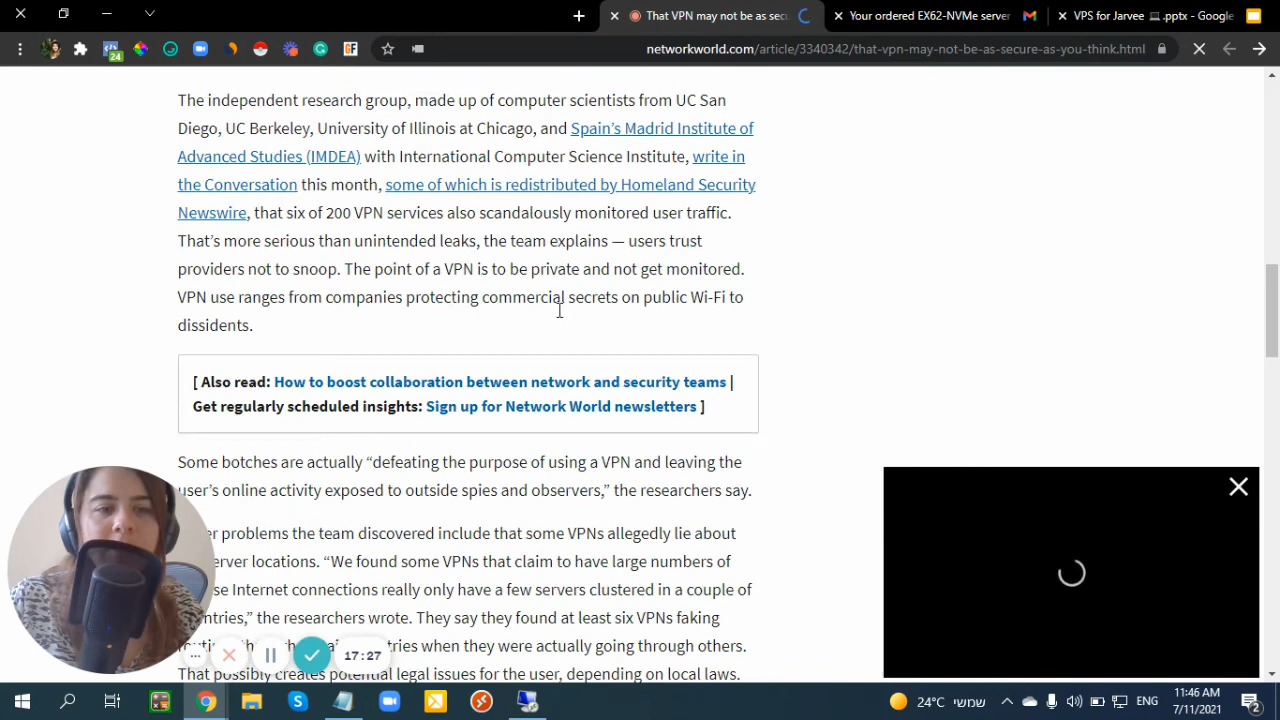 That VPN may not be as sec
Your ordered EX62-NVMe server
VPS for Jarvee 💻.pptx - Google
24
GF
networkworld.com/article/3340342/that-vpn-may-not-be-as-secure-as-you-think.html
The independent research group, made up of computer scientists from UC San
Diego, UC Berkeley, University of Illinois at Chicago, and Spain’s Madrid Institute of
Advanced Studies (IMDEA) with International Computer Science Institute, write in
the Conversation this month, some of which is redistributed by Homeland Security
Newswire, that six of 200 VPN services also scandalously monitored user traffic.
That’s more serious than unintended leaks, the team explains — users trust
providers not to snoop. The point of a VPN is to be private and not get monitored.
VPN use ranges from companies protecting commercial secrets on public Wi-Fi to
dissidents.
[ Also read: How to boost collaboration between network and security teams |
Get regularly scheduled insights: Sign up for Network World newsletters ]
Some botches are actually “defeating the purpose of using a VPN and leaving the
user’s online activity exposed to outside spies and observers,” the researchers say.
r problems the team discovered include that some VPNs allegedly lie about
erver locations. “We found some VPNs that claim to have large numbers of
se Internet connections really only have a few servers clustered in a couple of
ntries,” the researchers wrote. They say they found at least six VPNs faking
tries when they were actually going through others.
That possibly creates potential legal issues for the user, depending on local laws.
17:27
24°C שמשי
ENG
11:46 AM
7/11/2021
2